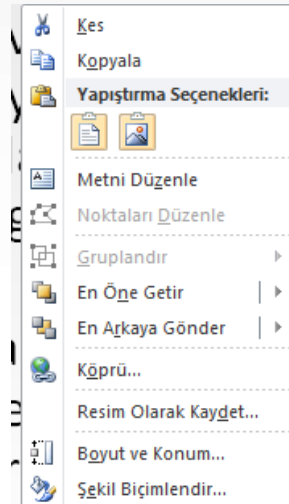 Kes
Kopyala
Yapıştırma Seçenekleri:
Metni Düzenle
Noktaları Düzenle
Gruplandır
En Öne Getir
En Arkaya Gönder
Köprü...
Resim Olarak Kaydet...
Boyut ve Konum...
Şekil Biçimlendir...